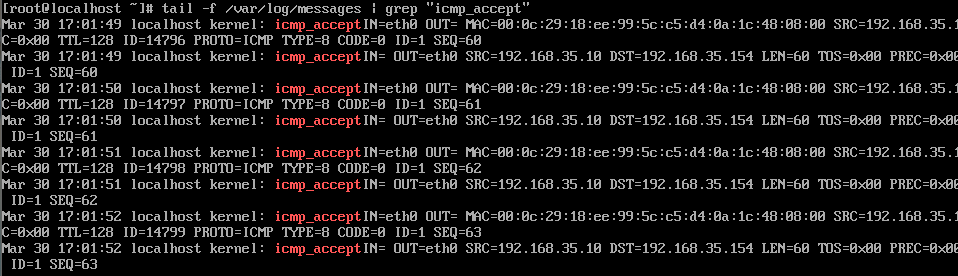 [root@localhost ~]# tail -f /var/log/messages | grep "icmp_accept"
Mar 30 17:01:49 localhost kernel: icmp_acceptIN=eth0 OUT= MAC=00:0c:29:18:ee:99:5c:c5:d4:0a:1c:48:08:00 SRC=192.168.35.1
C=0x00 TTL=128 ID=14796 PROTO=ICMP TYPE=8 CODE=0 ID=1 SEQ=60
Mar 30 17:01:49 localhost kernel: icmp_acceptIN= OUT=eth0 SRC=192.168.35.10 DST=192.168.35.154 LEN=60 TOS=0x00 PREC=0x00
ID=1 SEQ=60
Mar 30 17:01:50 localhost kernel: icmp_acceptIN=eth0 OUT= MAC=00:0c:29:18:ee:99:5c:c5:d4:0a:1c:48:08:00 SRC=192.168.35.1
C=0x00 TTL=128 ID=14797 PROTO=ICMP TYPE=8 CODE=0 ID=1 SEQ=61
Mar 30 17:01:50 localhost kernel: icmp_acceptIN= OUT=eth0 SRC=192.168.35.10 DST=192.168.35.154 LEN=60 TOS=0x00 PREC=0x00
ID=1 SEQ=61
Mar 30 17:01:51 localhost kernel: icmp_acceptIN=eth0 OUT= MAC=00:0c:29:18:ee:99:5c:c5:d4:0a:1c:48:08:00 SRC=192.168.35.1
C=0x00 TTL=128 ID=14798 PROTO=ICMP TYPE=8 CODE=0 ID=1 SEQ=62
Mar 30 17:01:51 localhost kernel: icmp_acceptIN= OUT=eth0 SRC=192.168.35.10 DST=192.168.35.154 LEN=60 TOS=0x00 PREC=0x00
ID=1 SEQ=62
Mar 30 17:01:52 localhost kernel: icmp_acceptIN=eth0 OUT= MAC=00:0c:29:18:ee:99:5c:c5:d4:0a:1c:48:08:00 SRC=192.168.35.1
C=0x00 TTL=128 ID=14799 PROTO=ICMP TYPE=8 CODE=0 ID=1 SEQ=63
Mar 30 17:01:52 localhost kernel: icmp_acceptIN= OUT=eth0 SRC=192.168.35.10 DST=192.168.35.154 LEN=60 TOS=0x00 PREC=0x00
ID=1 SEQ=63